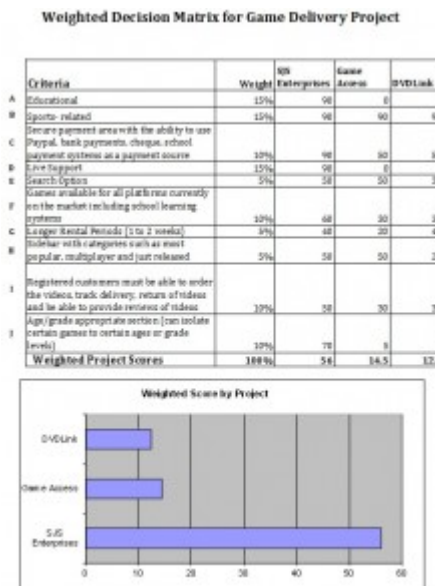 Weighted Decision Matrix for Game Delivery Project
Criteria Weight SJS Enterprises Game Access DVDLink
A Educational 15% 90 0
B Sports- related 15% 90 90
C Secure payment area with the ability to use
Paypal, bank payments, cheque, school
payment systems as a payment source 10% 90 50
D Live Support 15% 90 0
E Search Option 5% 50 50
F Games available for all platforms currently
on the market including school learning
systems 10% 60 30
G Longer Rental Periods (1 to 2 weeks) 5% 60 20
H Sidebar with categories such as most
popular, multiplayer and just released 5% 50 50
I Registered customers must be able to order
the videos, track delivery, return of videos
and be able to provide reviews of videos 10% 50 30
J Age/grade appropriate section (can isolate
certain games to certain ages or grade
levels) 10% 70 5
Weighted Project Scores 100% 56 14.5 12.
Weighted Score by Project
DVDLink
Game Access
SJS
Enterprises
0 10 20 30 40 50 60